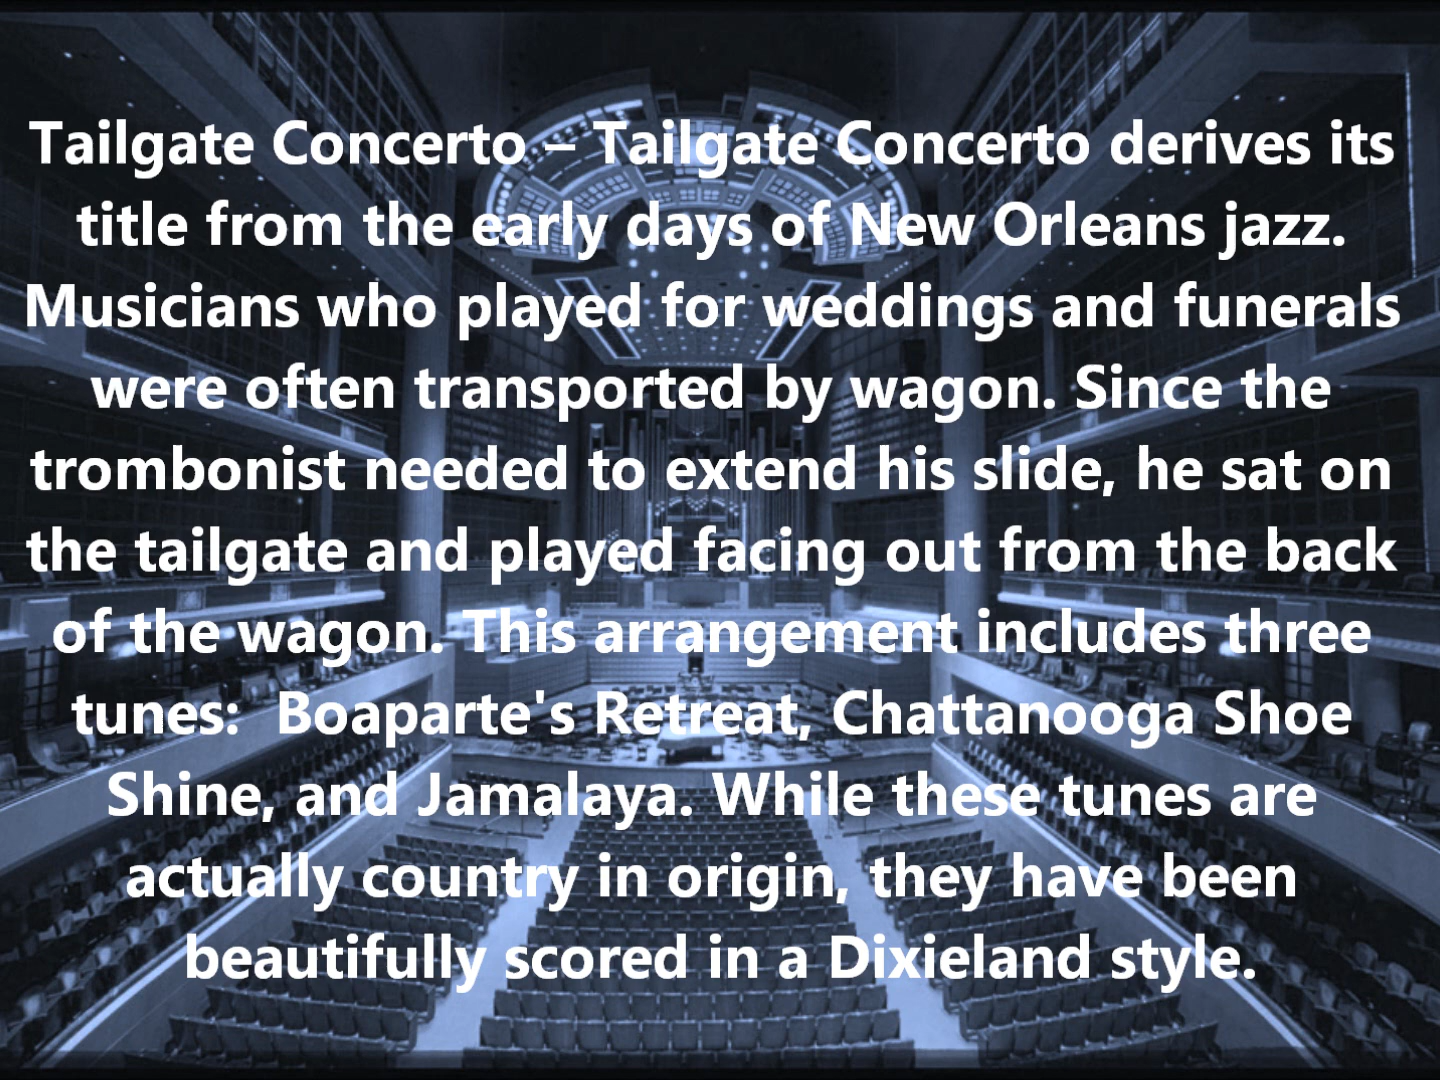 Tailgate Concerto – Tailgate Concerto derives its
title from the early days of New Orleans jazz.
Musicians who played for weddings and funerals
were often transported by wagon. Since the
trombonist needed to extend his slide, he sat on
the tailgate and played facing out from the back
of the wagon. This arrangement includes three
tunes:  Boaparte's Retreat, Chattanooga Shoe
Shine, and Jamalaya. While these tunes are
actually country in origin, they have been
beautifully scored in a Dixieland style.